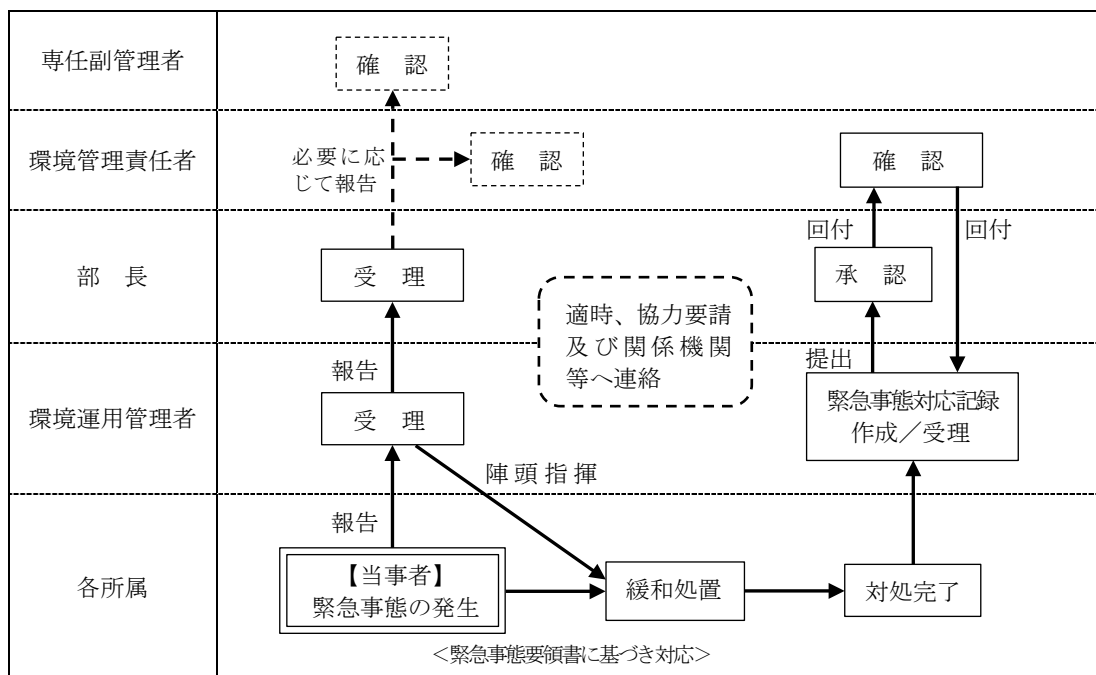 専任副管理者
確　認
環境管理責任者
必要に応
じて報告
確　認
確　認
回付
回付
部　長
受　理
承　認
適時、協力要請
及び関係機関
等へ連絡
報告
提出
環境運用管理者
受　理
緊急事態対応記録
作成／受理
陣頭指揮
報告
各所属
【当事者】
緊急事態の発生
緩和処置
対処完了
＜緊急事態要領書に基づき対応＞